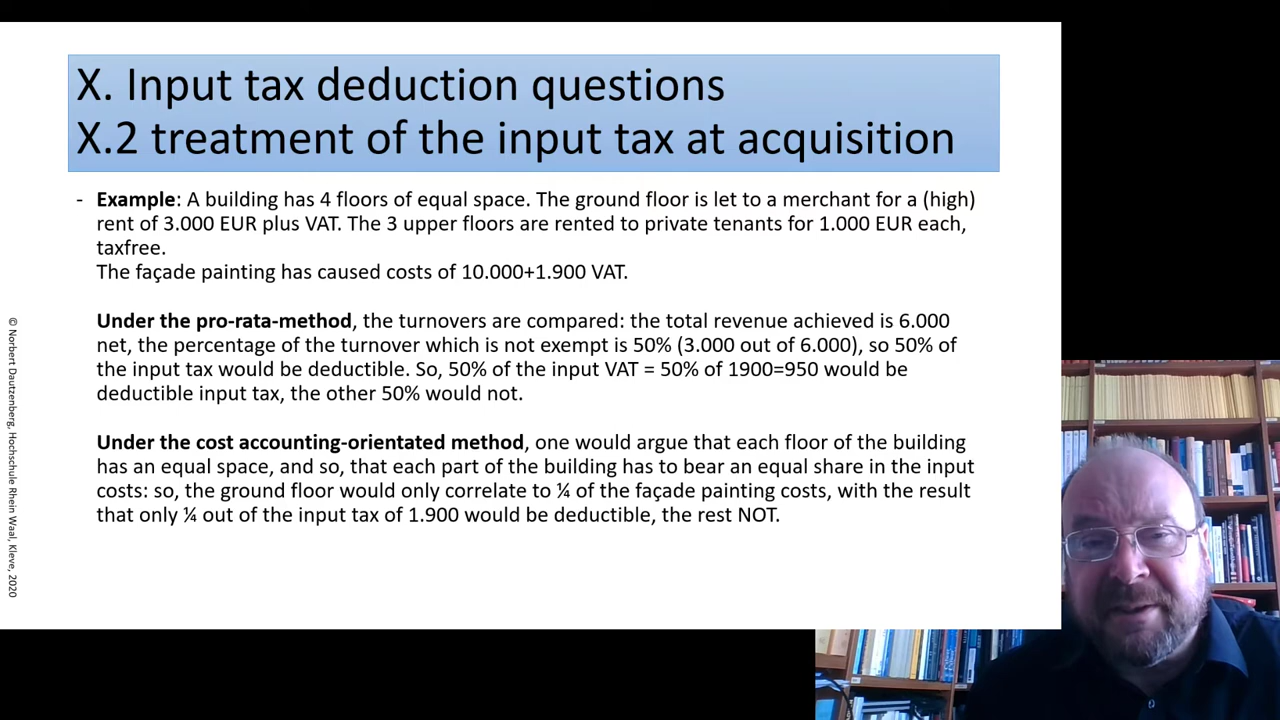 X. Input tax deduction questions
X.2 treatment of the input tax at acquisition
- Example: A building has 4 floors of equal space. The ground floor is let to a merchant for a (high)
rent of 3.000 EUR plus VAT. The 3 upper floors are rented to private tenants for 1.000 EUR each,
taxfree.
The façade painting has caused costs of 10.000+1.900 VAT.
Under the pro-rata-method, the turnovers are compared: the total revenue achieved is 6.000
net, the percentage of the turnover which is not exempt is 50% (3.000 out of 6.000), so 50% of
the input tax would be deductible. So, 50% of the input VAT = 50% of 1900=950 would be
deductible input tax, the other 50% would not.
Under the cost accounting-orientated method, one would argue that each floor of the building
has an equal space, and so, that each part of the building has to bear an equal share in the input
costs: so, the ground floor would only correlate to ¼ of the façade painting costs, with the result
that only ¼ out of the input tax of 1.900 would be deductible, the rest NOT.
© Norbert Dautzenberg, Hochschule Rhein Waal, Kleve, 2020